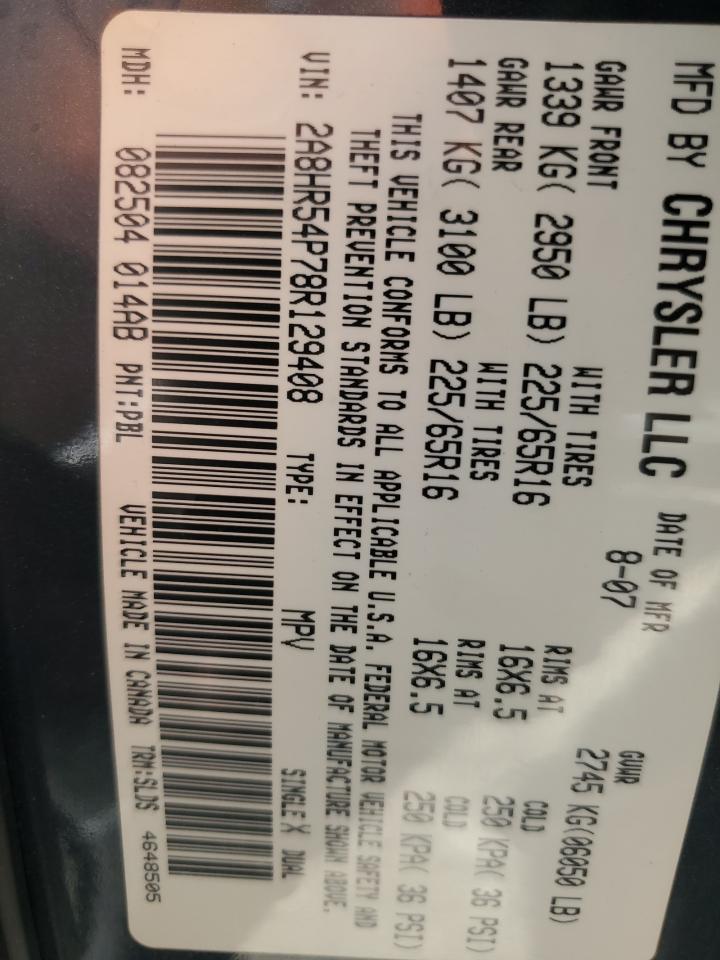 MFD BY CHRYSLER LLC DATE OF MFR GVWR
8-07 2745 KG(06050 LB)
GAWR FRONT WITH TIRES RIMS AT COLD
1339 KG( 2950 LB) 225/65R16 16X6.5 250 KPA( 36 PSI)
GAWR REAR WITH TIRES RIMS AT COLD
1407 KG( 3100 LB) 225/65R16 16X6.5 250 KPA( 36 PSI)
THIS VEHICLE CONFORMS TO ALL APPLICABLE U.S.A. FEDERAL MOTOR VEHICLE SAFETY AND
THEFT PREVENTION STANDARDS IN EFFECT ON THE DATE OF MANUFACTURE SHOWN ABOVE.
VIN: 2A8HR54P78R129408 TYPE: MPV SINGLE X DUAL
MDH: 082504 014AB PNT:PBL VEHICLE MADE IN CANADA TRM:SLJS 4648505